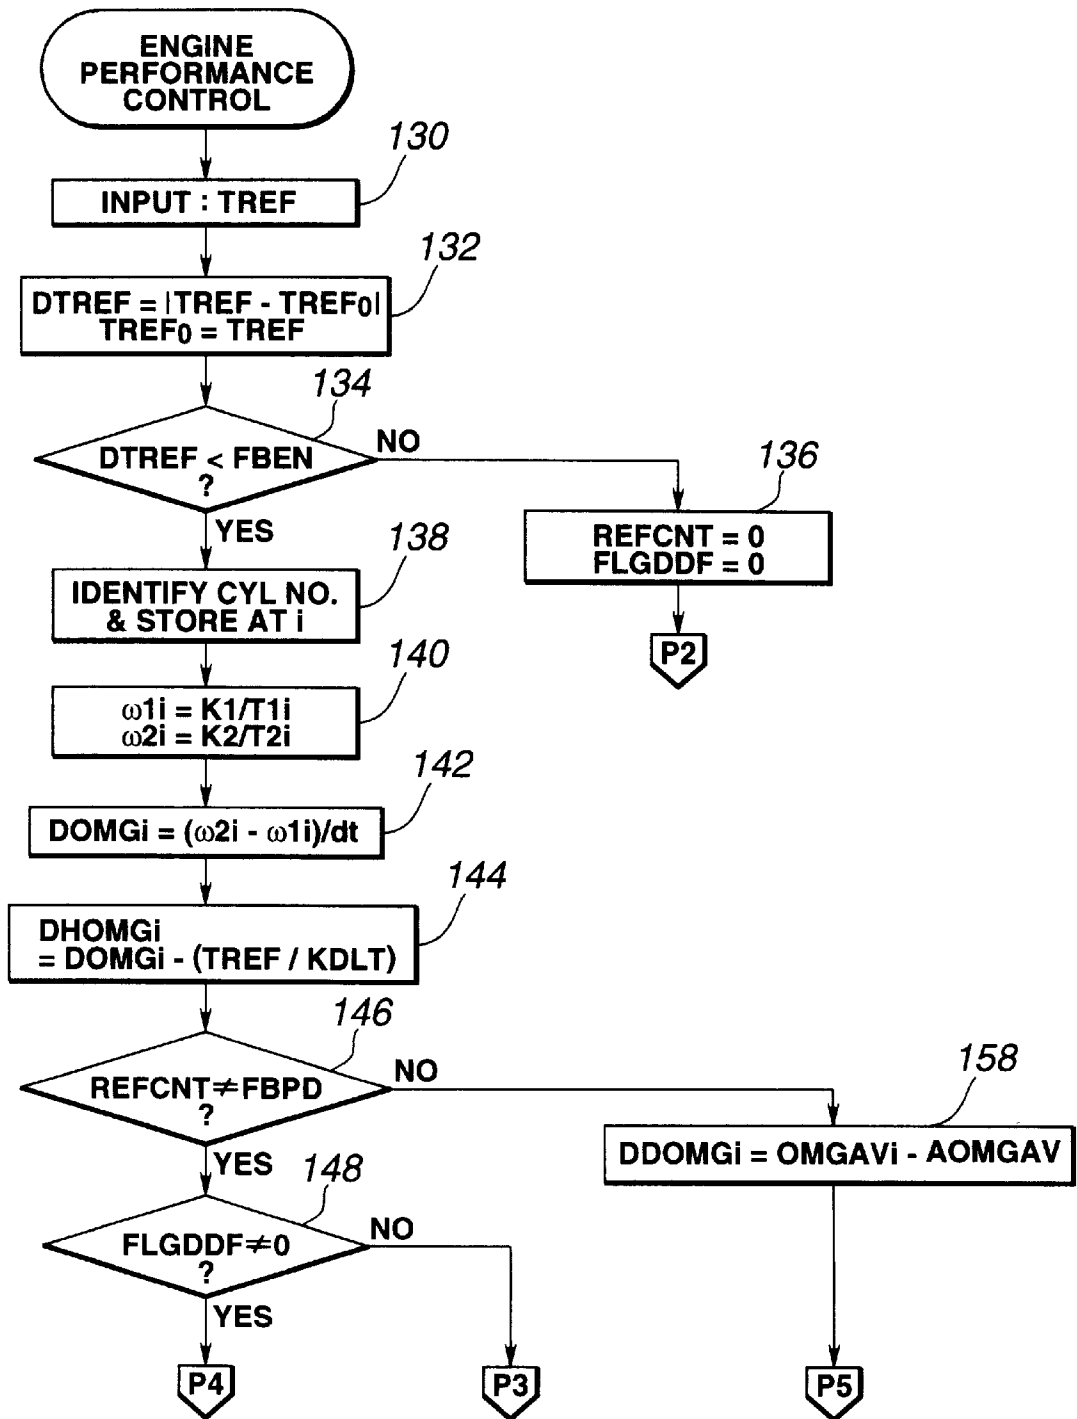 ENGINE
PERFORMANCE
CONTROL
130
INPUT : TREF
132
DTREF = |TREF - TREF0|
TREF0 = TREF
134
DTREF < FBEN
?
NO
YES
136
REFCNT = 0
FLGDDF = 0
P2
138
IDENTIFY CYL NO.
& STORE AT i
140
ω1i = K1/T1i
ω2i = K2/T2i
142
DOMGi = (ω2i - ω1i)/dt
144
DHOMGi
= DOMGi - (TREF / KDLT)
146
REFCNT≠FBPD
?
NO
YES
158
DDOMGi = OMGAVi - AOMGAV
148
FLGDDF≠0
?
NO
YES
P4
P3
P5